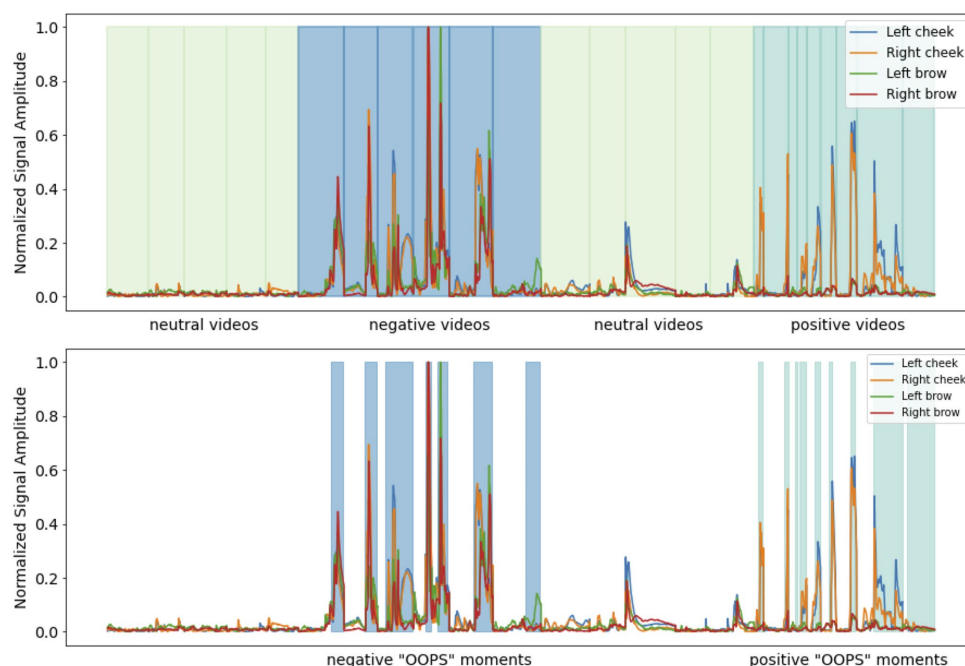 Normalized Signal Amplitude
1.0
0.8
0.6
0.4
0.2
0.0
Left cheek
Right cheek
Left brow
Right brow
neutral videos negative videos neutral videos positive videos
Normalized Signal Amplitude
1.0
0.8
0.6
0.4
0.2
0.0
Left cheek
Right cheek
Left brow
Right brow
negative "OOPS" moments positive "OOPS" moments